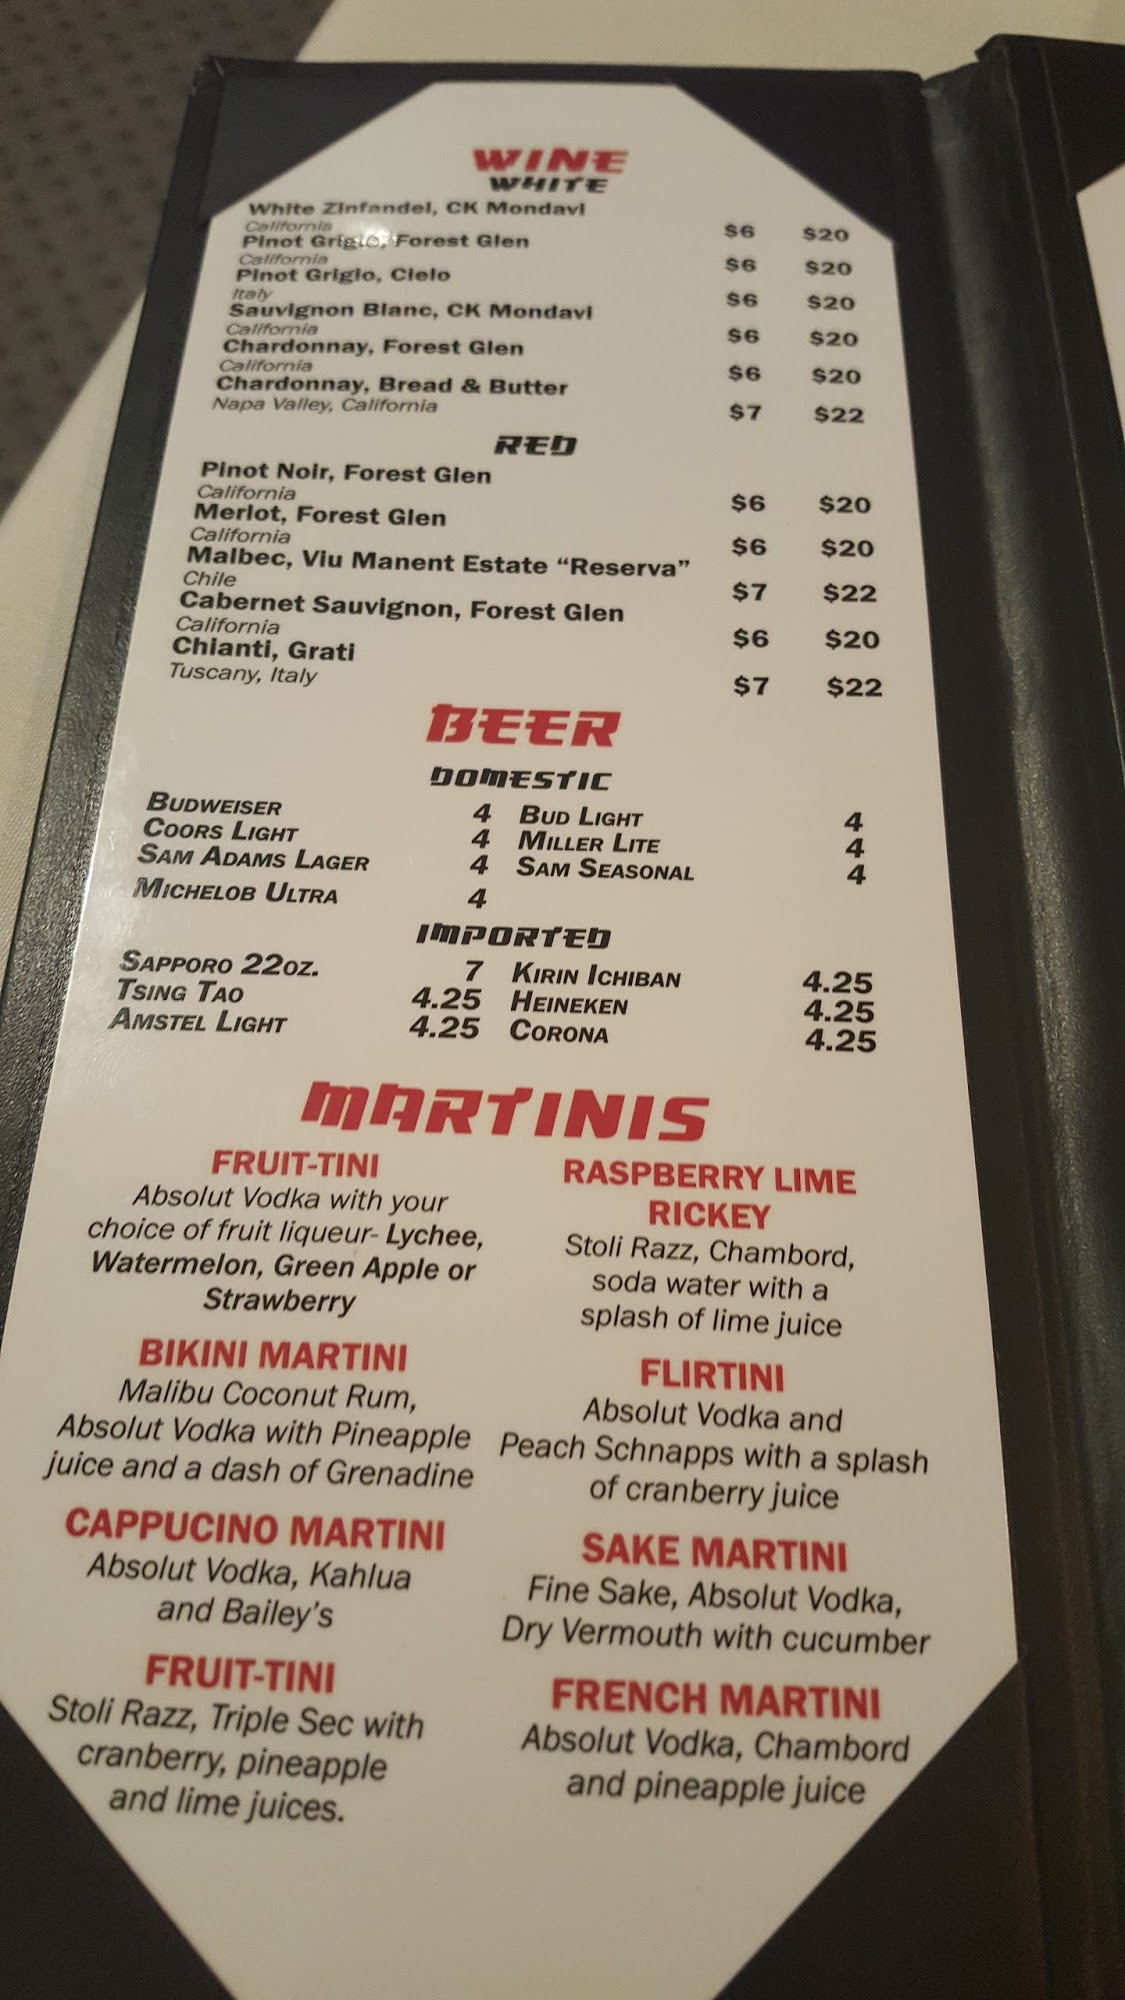 WINE
WHITE
White Zinfandel, CK Mondavi
California $6 $20
Pinot Grigio, Forest Glen
California $6 $20
Pinot Grigio, Cielo
Italy $6 $20
Sauvignon Blanc, CK Mondavi
California $6 $20
Chardonnay, Forest Glen
California $6 $20
Chardonnay, Bread & Butter
Napa Valley, California $7 $22
RED
Pinot Noir, Forest Glen
California $6 $20
Merlot, Forest Glen
California $6 $20
Malbec, Viu Manent Estate “Reserva”
Chile $7 $22
Cabernet Sauvignon, Forest Glen
California $6 $20
Chianti, Grati
Tuscany, Italy $7 $22
BEER
DOMESTIC
BUDWEISER 4 BUD LIGHT 4
COORS LIGHT 4 MILLER LITE 4
SAM ADAMS LAGER 4 SAM SEASONAL 4
MICHELOB ULTRA 4
IMPORTED
SAPPORO 22OZ. 7 KIRIN ICHIBAN 4.25
TSING TAO 4.25 HEINEKEN 4.25
AMSTEL LIGHT 4.25 CORONA 4.25
MARTINIS
FRUIT-TINI
Absolut Vodka with your
choice of fruit liqueur- Lychee,
Watermelon, Green Apple or
Strawberry
BIKINI MARTINI
Malibu Coconut Rum,
Absolut Vodka with Pineapple
juice and a dash of Grenadine
CAPPUCINO MARTINI
Absolut Vodka, Kahlua
and Bailey's
FRUIT-TINI
Stoli Razz, Triple Sec with
cranberry, pineapple
and lime juices.
RASPBERRY LIME
RICKEY
Stoli Razz, Chambord,
soda water with a
splash of lime juice
FLIRTINI
Absolut Vodka and
Peach Schnapps with a splash
of cranberry juice
SAKE MARTINI
Fine Sake, Absolut Vodka,
Dry Vermouth with cucumber
FRENCH MARTINI
Absolut Vodka, Chambord
and pineapple juice